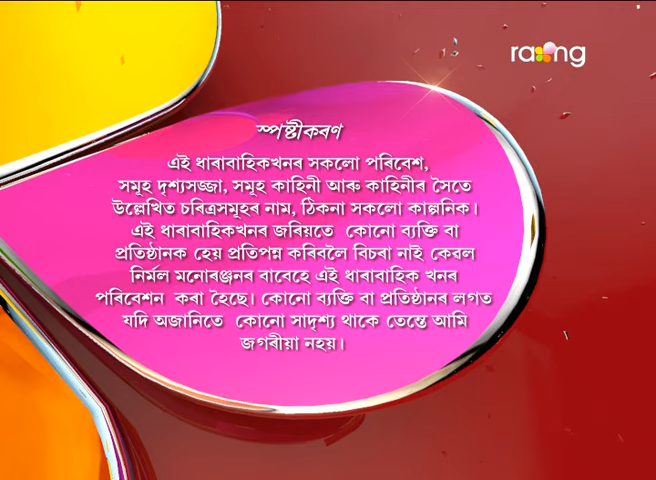 rang
স্পষ্টীকৰণ
এই ধাৰাবাহিকখনৰ সকলো পৰিবেশ,
সমূহ দৃশ্যসজ্জা, সমূহ কাহিনী আৰু কাহিনীৰ সৈতে
উল্লেখিত চৰিত্ৰসমূহৰ নাম, ঠিকনা সকলো কাল্পনিক।
এই ধাৰাবাহিকখনৰ জৰিয়তে কোনো ব্যক্তি বা
প্ৰতিষ্ঠানক হেয় প্ৰতিপন্ন কৰিবলৈ বিচৰা নাই কেৱল
নিৰ্মল মনোৰঞ্জনৰ বাবেহে এই ধাৰাবাহিক খনৰ
পৰিবেশন কৰা হৈছে। কোনো ব্যক্তি বা প্ৰতিষ্ঠানৰ লগত
যদি অজানিতে কোনো সাদৃশ্য থাকে তেন্তে আমি
জগৰীয়া নহয়।